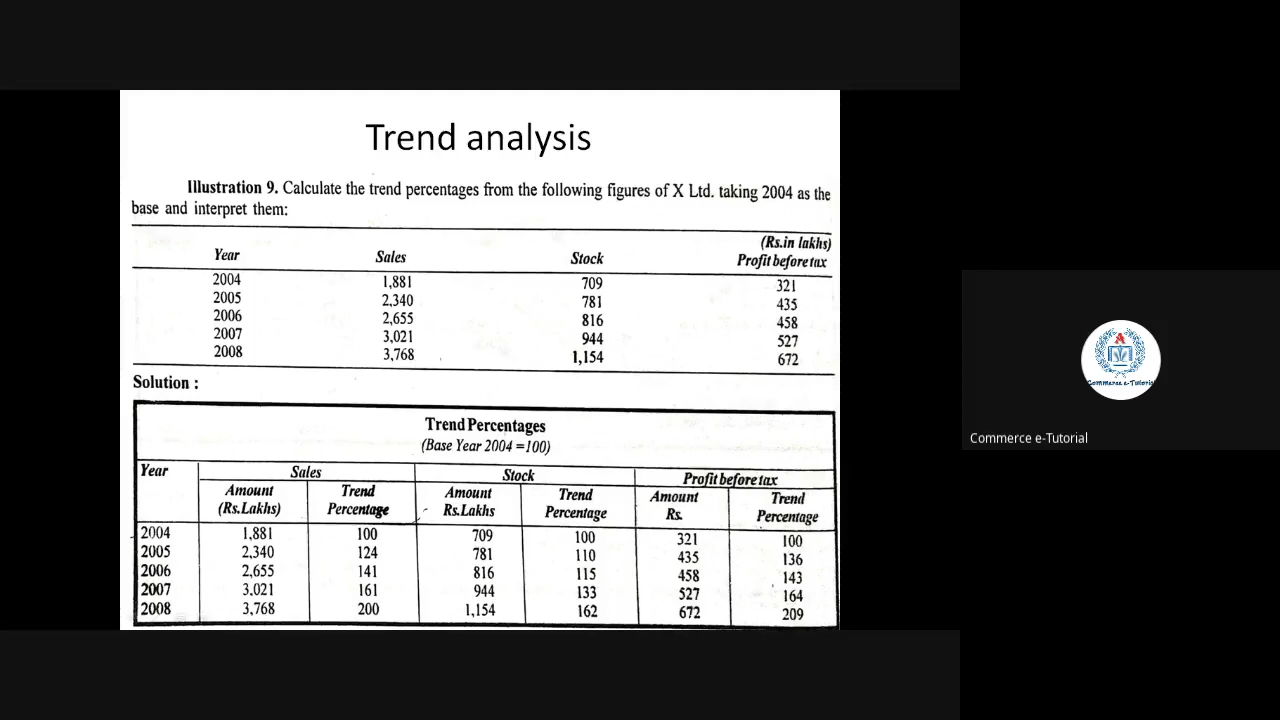 Trend analysis
Illustration 9. Calculate the trend percentages from the following figures of X Ltd. taking 2004 as the
base and interpret them:
(Rs.in lakhs)
Year Sales Stock Profit before tax
2004 1,881 709 321
2005 2,340 781 435
2006 2,655 816 458
2007 3,021 944 527
2008 3,768 1,154 672
Solution :
Trend Percentages
(Base Year 2004 =100)
Year Sales Stock Profit before tax
Amount Trend Amount Trend Amount Trend
(Rs.Lakhs) Percentage Rs.Lakhs Percentage Rs. Percentage
2004 1,881 100 709 100 321 100
2005 2,340 124 781 110 435 136
2006 2,655 141 816 115 458 143
2007 3,021 161 944 133 527 164
2008 3,768 200 1,154 162 672 209
A
Commerce e-Tutorial
Commerce e-Tutorial